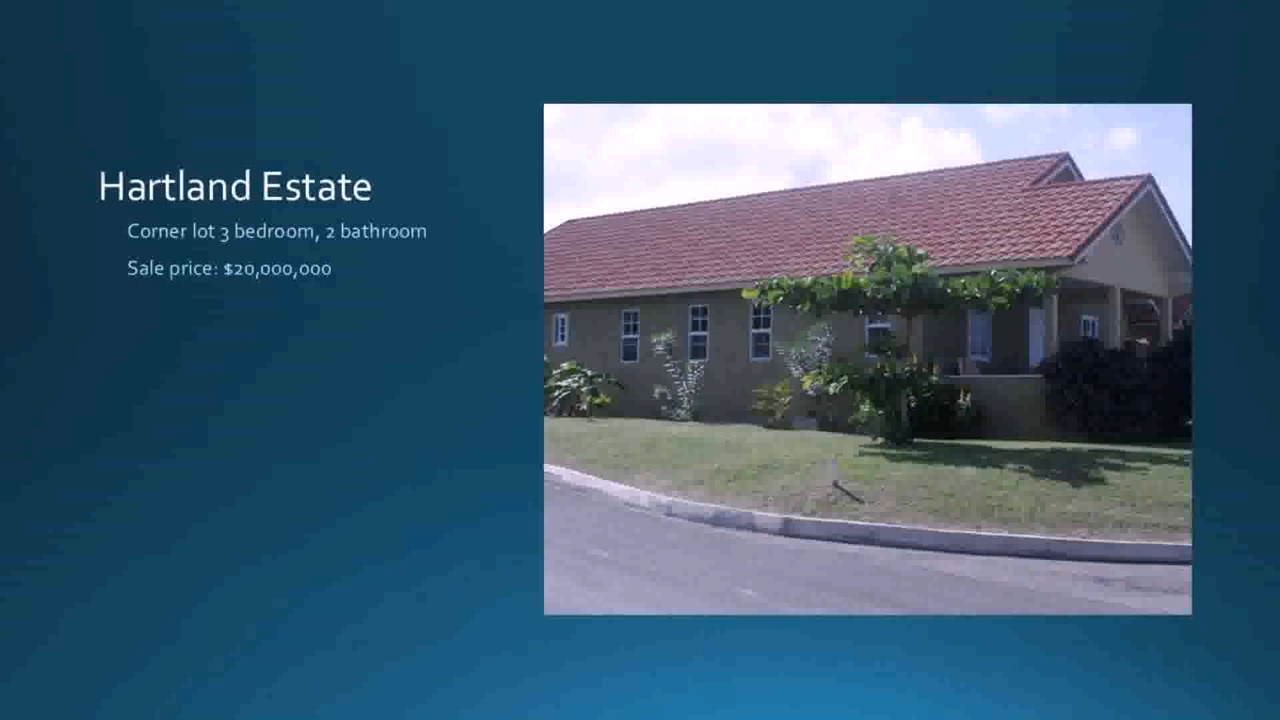 Hartland Estate
Corner lot 3 bedroom, 2 bathroom
Sale price: $20,000,000